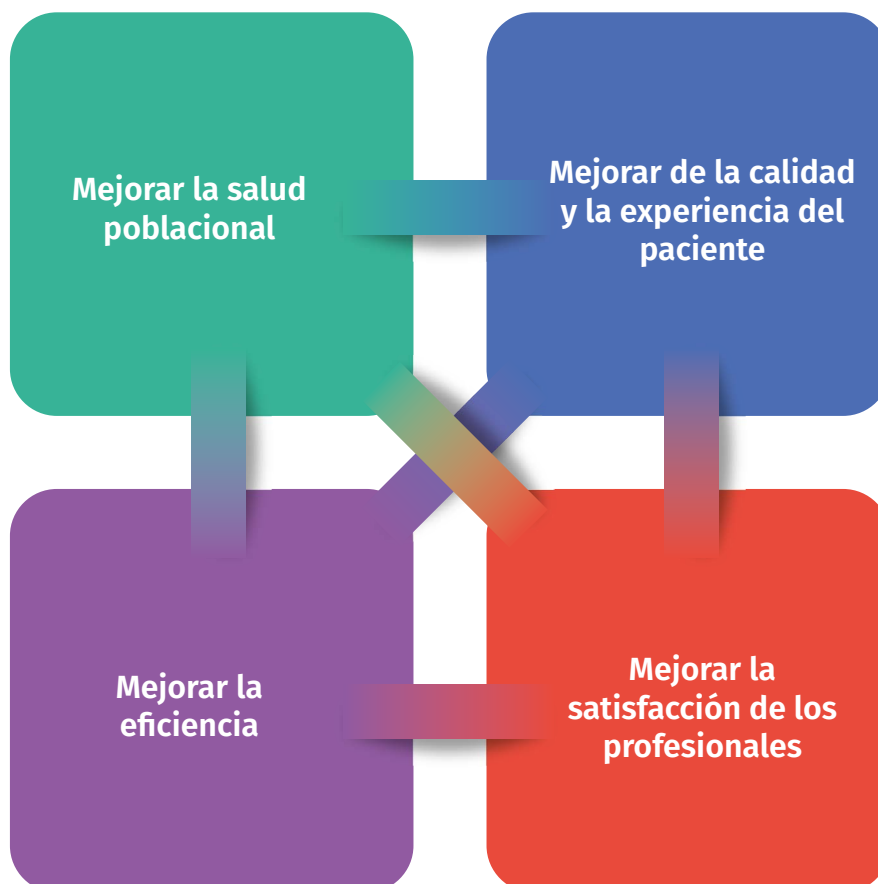 Mejorar la salud
poblacional
Mejorar de la calidad
y la experiencia del
paciente
Mejorar la
eficiencia
Mejorar la
satisfacción de los
profesionales